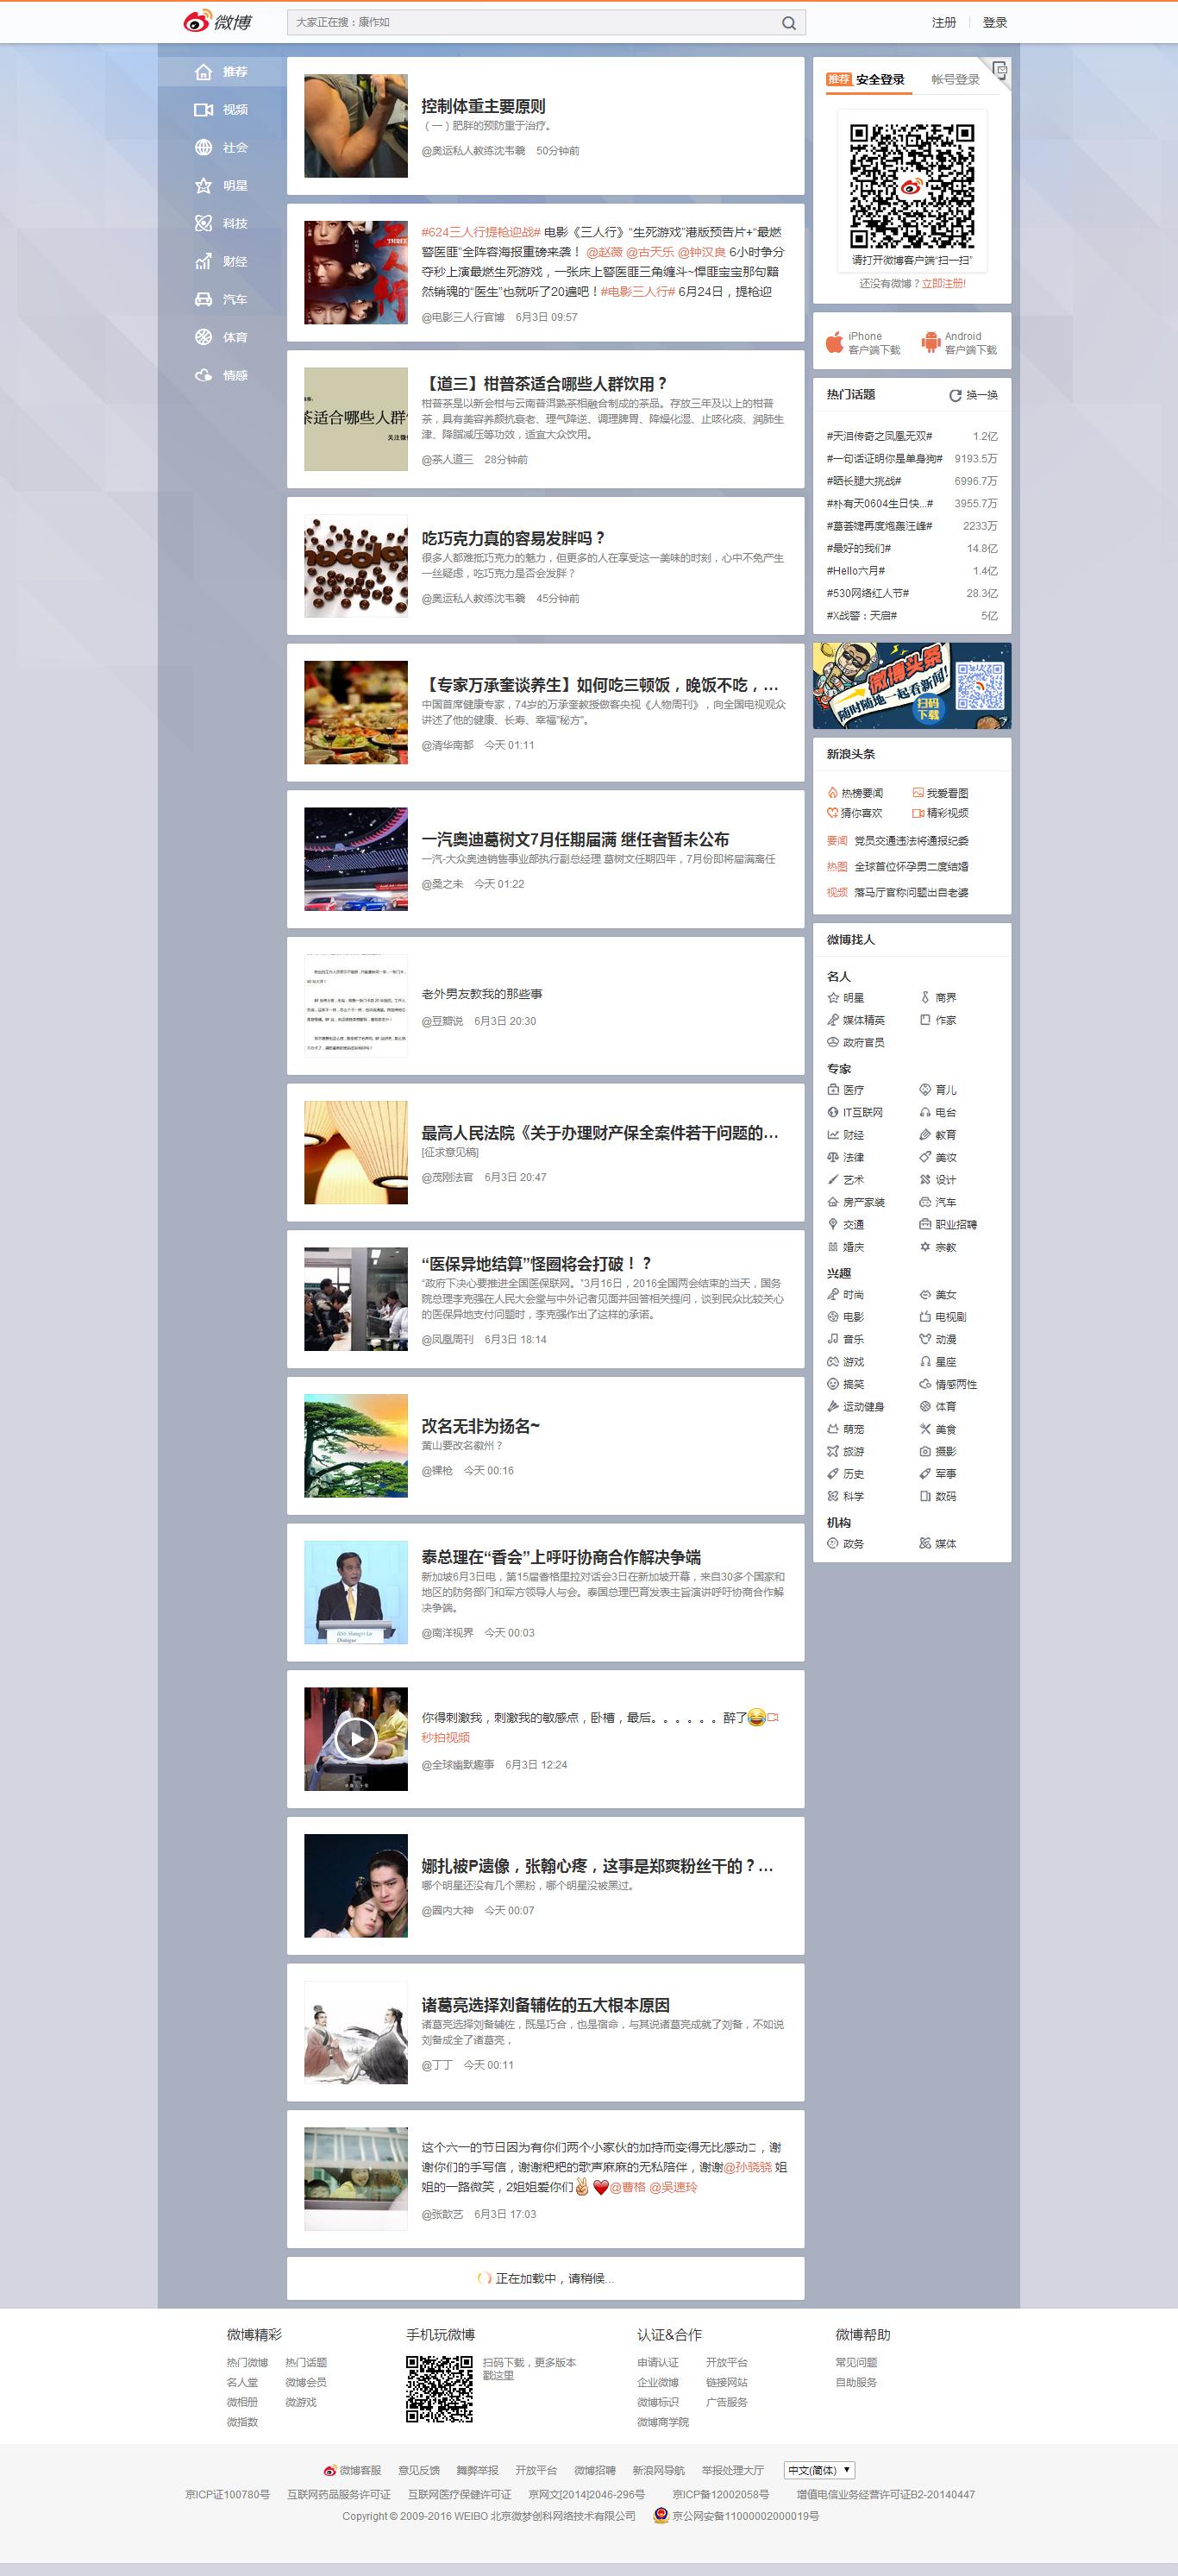 微博
大家正在搜：康作如
注册
登录
推荐
视频
社会
明星
科技
财经
汽车
体育
情感
控制体重主要原则
（一）肥胖的预防重于治疗。
@奥运私人教练沈韦羲 50分钟前
#624三人行提枪迎战# 电影《三人行》“生死游戏”港版预告片+“最燃
警医匪”全阵容海报重磅来袭！ @赵薇 @古天乐 @钟汉良 6小时争分
夺秒上演最燃生死游戏，一张床上警医匪三角缠斗~悍匪宝宝那句黯
然销魂的“医生”也就听了20遍吧！#电影三人行# 6月24日，提枪迎
@电影三人行官博 6月3日 09:57
茶适合哪些人群饮
关注微
【道三】柑普茶适合哪些人群饮用？
柑普茶是以新会柑与云南普洱熟茶相融合制成的茶品。存放三年及以上的柑普
茶，具有美容养颜抗衰老、理气降逆、调理脾胃、降燥化湿、止咳化痰、润肺生
津、降脂减压等功效，适宜大众饮用。
@茶人道三 28分钟前
吃巧克力真的容易发胖吗？
很多人都难抵巧克力的魅力，但更多的人在享受这一美味的时刻，心中不免产生
一丝疑虑，吃巧克力是否会发胖？
@奥运私人教练沈韦羲 45分钟前
【专家万承奎谈养生】如何吃三顿饭，晚饭不吃，...
中国首席健康专家，74岁的万承奎教授做客央视《人物周刊》，向全国电视观众
讲述了他的健康、长寿、幸福“秘方”。
@清华南都 今天 01:11
一汽奥迪葛树文7月任期届满 继任者暂未公布
一汽-大众奥迪销售事业部执行副总经理 葛树文任期四年，7月份即将届满离任
@桑之未 今天 01:22
老外男友教我的那些事
@豆瓣说 6月3日 20:30
最高人民法院《关于办理财产保全案件若干问题的...
[征求意见稿]
@茂刚法官 6月3日 20:47
“医保异地结算”怪圈将会打破！？
“政府下决心要推进全国医保联网。”3月16日，2016全国两会结束的当天，国务
院总理李克强在人民大会堂与中外记者见面并回答相关提问，谈到民众比较关心
的医保异地支付问题时，李克强作出了这样的承诺。
@凤凰周刊 6月3日 18:14
改名无非为扬名~
黄山要改名徽州？
@裸枪 今天 00:16
泰总理在“香会”上呼吁协商合作解决争端
新加坡6月3日电，第15届香格里拉对话会3日在新加坡开幕，来自30多个国家和
地区的防务部门和军方领导人与会。泰国总理巴育发表主旨演讲呼吁协商合作解
决争端。
@南洋视界 今天 00:03
你得刺激我，刺激我的敏感点，卧槽，最后。。。。。。醉了
秒拍视频
@全球幽默趣事 6月3日 12:24
娜扎被P遗像，张翰心疼，这事是郑爽粉丝干的？...
哪个明星还没有几个黑粉，哪个明星没被黑过。
@圈内大神 今天 00:07
诸葛亮选择刘备辅佐的五大根本原因
诸葛亮选择刘备辅佐，既是巧合，也是宿命，与其说诸葛亮成就了刘备，不如说
刘备成全了诸葛亮，
@丁丁 今天 00:11
这个六一的节日因为有你们两个小家伙的加持而变得无比感动，谢
谢你们的手写信，谢谢粑粑的歌声麻麻的无私陪伴，谢谢@孙骁骁 姐
姐的一路微笑，2姐姐爱你们@曹格 @吴速玲
@张歆艺 6月3日 17:03
正在加载中，请稍候...
推荐 安全登录
帐号登录
请打开微博客户端“扫一扫”
还没有微博？立即注册!
iPhone
客户端下载
Android
客户端下载
热门话题
换一换
#天泪传奇之凤凰无双# 1.2亿
#一句话证明你是单身狗# 9193.5万
#晒长腿大挑战# 6996.7万
#朴有天0604生日快...# 3955.7万
#葛荟婕再度炮轰汪峰# 2233万
#最好的我们# 14.8亿
#Hello六月# 1.4亿
#530网络红人节# 28.3亿
#X战警：天启# 5亿
微博头条
随时随地一起看新闻!
扫码
下载
新浪头条
热榜要闻 我爱看图
猜你喜欢 精彩视频
要闻 党员交通违法将通报纪委
热图 全球首位怀孕男二度结婚
视频 落马厅官称问题出自老婆
微博找人
名人
明星 商界
媒体精英 作家
政府官员
专家
医疗 育儿
IT互联网 电台
财经 教育
法律 美妆
艺术 设计
房产家装 汽车
交通 职业招聘
婚庆 宗教
兴趣
时尚 美女
电影 电视剧
音乐 动漫
游戏 星座
搞笑 情感两性
运动健身 体育
萌宠 美食
旅游 摄影
历史 军事
科学 数码
机构
政务 媒体
微博精彩
热门微博 热门话题
名人堂 微博会员
微相册 微游戏
微指数
手机玩微博
扫码下载，更多版本
戳这里
认证&合作
申请认证 开放平台
企业微博 链接网站
微博标识 广告服务
微博商学院
微博帮助
常见问题
自助服务
微博客服 意见反馈 舞弊举报 开放平台 微博招聘 新浪网导航 举报处理大厅 中文(简体)
京ICP证100780号 互联网药品服务许可证 互联网医疗保健许可证 京网文[2014]2046-296号 京ICP备12002058号 增值电信业务经营许可证B2-20140447
Copyright © 2009-2016 WEIBO 北京微梦创科网络技术有限公司 京公网安备11000002000019号